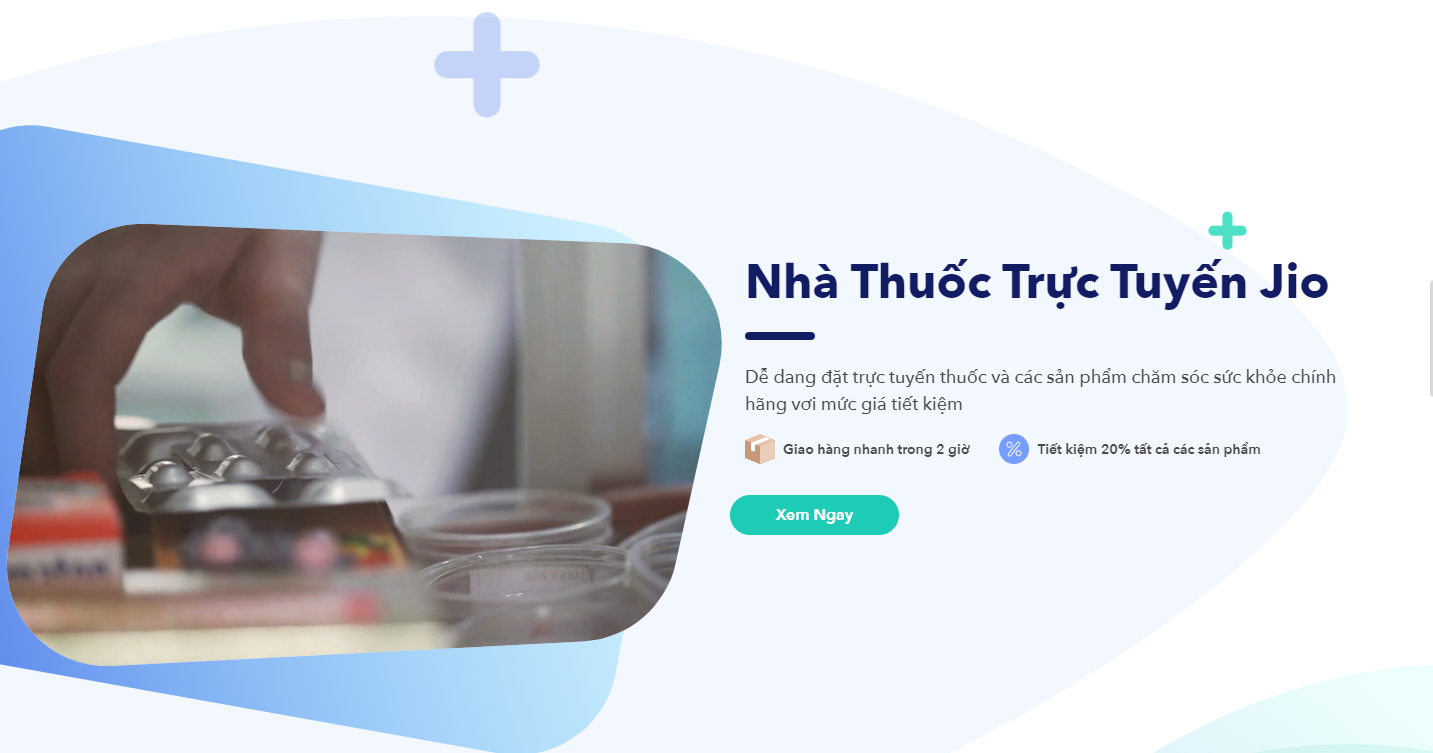 Nhà Thuốc Trực Tuyến Jio
Dễ dang đặt trực tuyến thuốc và các sản phẩm chăm sóc sức khỏe chính
hãng vơi mức giá tiết kiệm
Giao hàng nhanh trong 2 giờ
Tiết kiệm 20% tất cả các sản phẩm
Xem Ngay